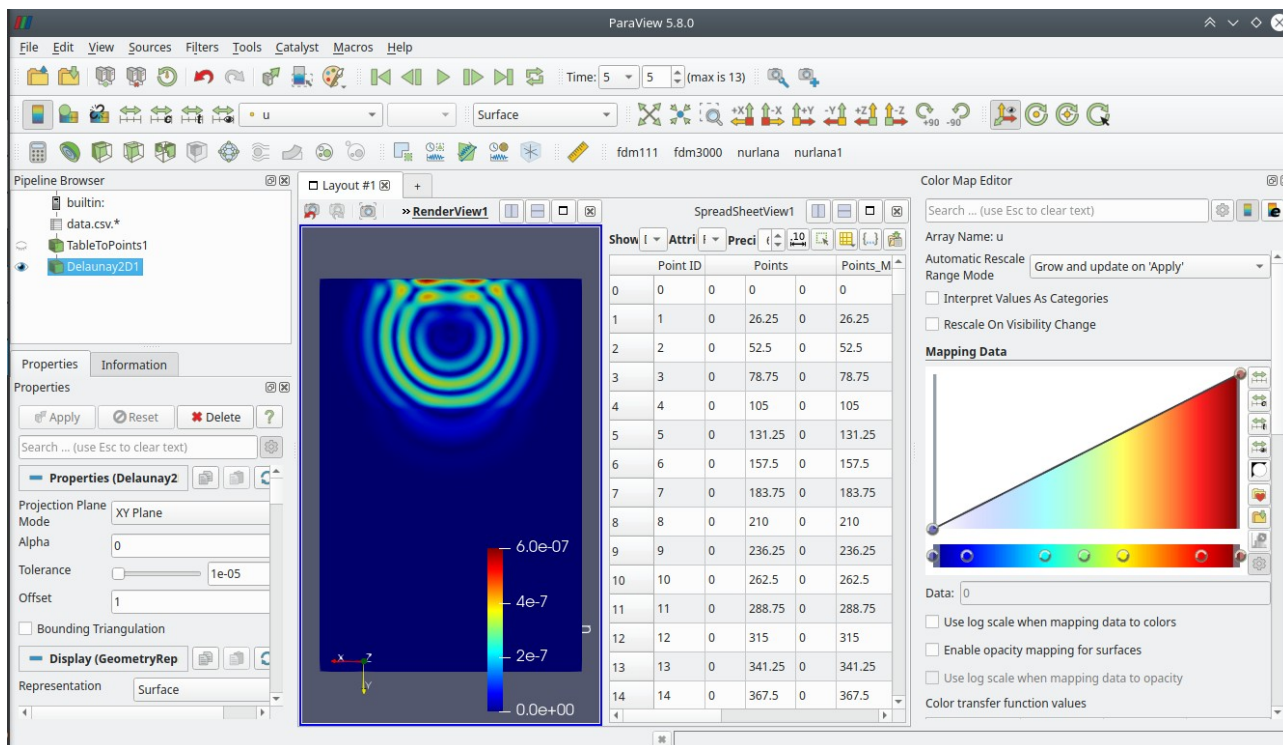 ParaView 5.8.0
File Edit View Sources Filters Tools Catalyst Macros Help
Time: 5 5 (max is 13)
u Surface +X -X +Y -Y +Z -Z +90 -90
fdm111 fdm3000 nurlana nurlana1
Pipeline Browser
builtin:
data.csv.*
TableToPoints1
Delaunay2D1
Properties Information
Properties
Apply Reset Delete ?
Search ... (use Esc to clear text)
Properties (Delaunay2
Projection Plane Mode XY Plane
Alpha 0
Tolerance 1e-05
Offset 1
Bounding Triangulation
Display (GeometryRep
Representation Surface
Layout #1 +
» RenderView1
6.0e-07
4e-7
2e-7
0.0e+00
u
X Z
Y
SpreadSheetView1
Show Attri Preci .10 {...}
Point ID Points Points_M
0 0 0 0 0 0
1 1 0 26.25 0 26.25
2 2 0 52.5 0 52.5
3 3 0 78.75 0 78.75
4 4 0 105 0 105
5 5 0 131.25 0 131.25
6 6 0 157.5 0 157.5
7 7 0 183.75 0 183.75
8 8 0 210 0 210
9 9 0 236.25 0 236.25
10 10 0 262.5 0 262.5
11 11 0 288.75 0 288.75
12 12 0 315 0 315
13 13 0 341.25 0 341.25
14 14 0 367.5 0 367.5
Color Map Editor
Search ... (use Esc to clear text) e
Array Name: u
Automatic Rescale
Range Mode Grow and update on 'Apply'
Interpret Values As Categories
Rescale On Visibility Change
Mapping Data
Data: 0
Use log scale when mapping data to colors
Enable opacity mapping for surfaces
Use log scale when mapping data to opacity
Color transfer function values